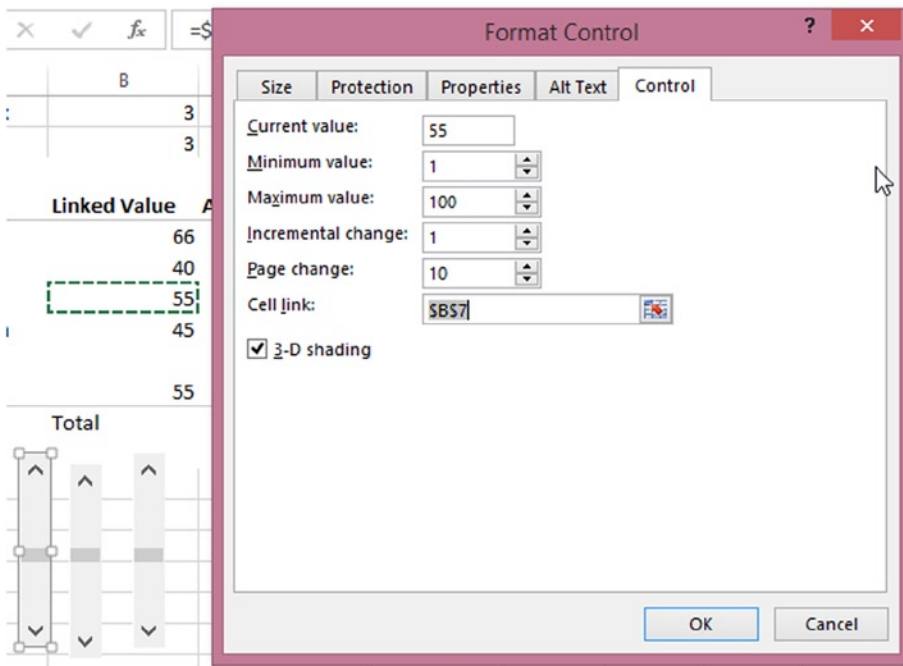 fx =$
Format Control ?
B
3
3
Linked Value A
66
40
55
45
55
Total
Size Protection Properties Alt Text Control
Current value: 55
Minimum value: 1
Maximum value: 100
Incremental change: 1
Page change: 10
Cell link: $B$7
3-D shading
OK Cancel